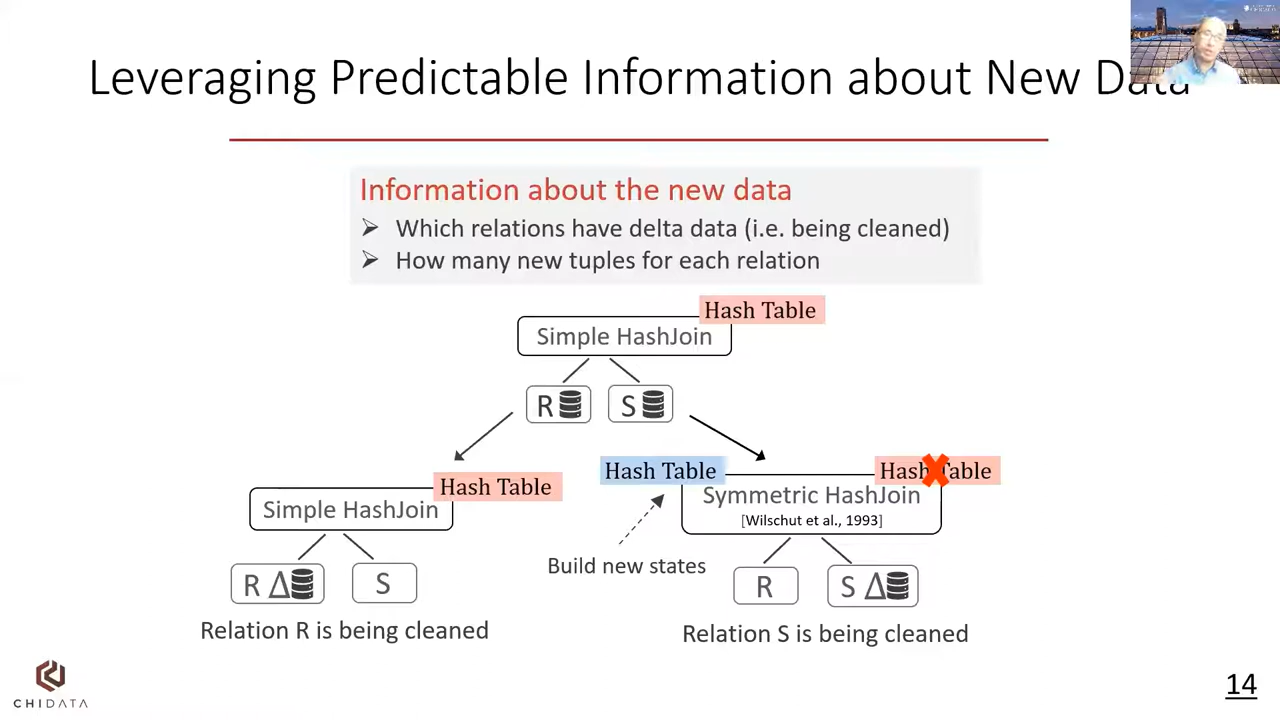 Leveraging Predictable Information about New Data
Information about the new data
➢ Which relations have delta data (i.e. being cleaned)
➢ How many new tuples for each relation
Hash Table
Simple HashJoin
R
S
Hash Table
Simple HashJoin
R Δ
S
Relation R is being cleaned
Hash Table
Hash Table
Symmetric HashJoin
[Wilschut et al., 1993]
Build new states
R
S Δ
Relation S is being cleaned
CHIDATA
14